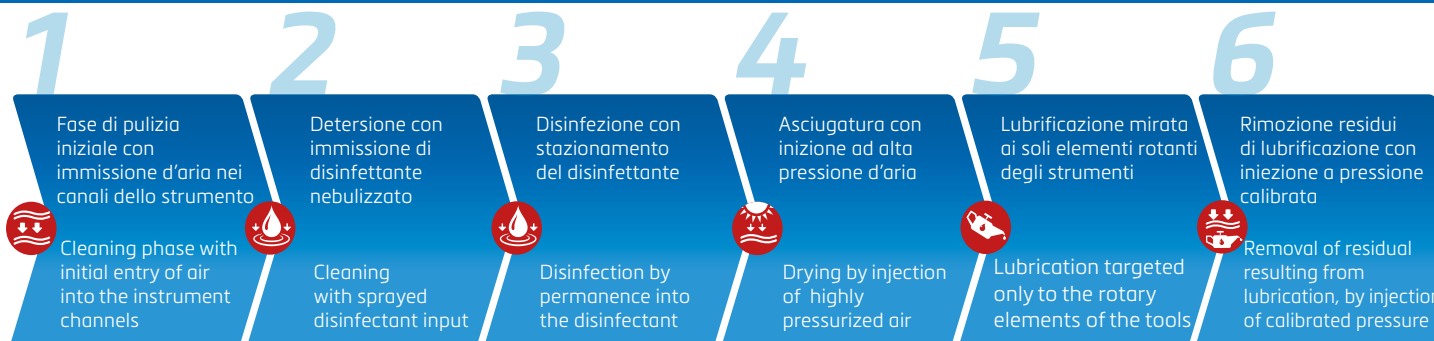 1
Fase di pulizia
iniziale con
immissione d'aria nei
canali dello strumento
Cleaning phase with
initial entry of air
into the instrument
channels
2
Detersione con
immissione di
disinfettante
nebulizzato
Cleaning
with sprayed
disinfectant input
3
Disinfezione con
stazionamento
del disinfettante
Disinfection by
permanence into
the disinfectant
4
Asciugatura con
inizione ad alta
pressione d'aria
Drying by injection
of highly
pressurized air
5
Lubrificazione mirata
ai soli elementi rotanti
degli strumenti
Lubrication targeted
only to the rotary
elements of the tools
6
Rimozione residui
di lubrificazione con
iniezione a pressione
calibrata
Removal of residual
resulting from
lubrication, by injection
of calibrated pressure